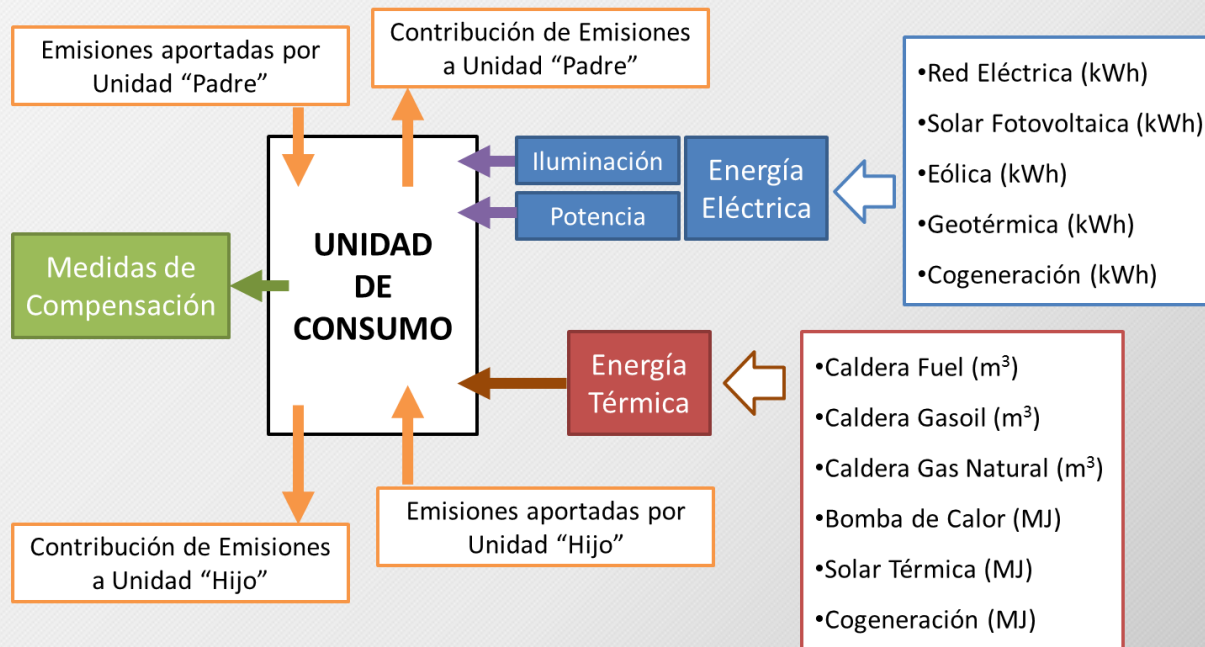 Emisiones aportadas por
Unidad “Padre”
Contribución de Emisiones
a Unidad “Padre”
•Red Eléctrica (kWh)
•Solar Fotovoltaica (kWh)
•Eólica (kWh)
•Geotérmica (kWh)
•Cogeneración (kWh)
Iluminación
Potencia
Energía
Eléctrica
UNIDAD
DE
CONSUMO
Medidas de
Compensación
Energía
Térmica
•Caldera Fuel (m³)
•Caldera Gasoil (m³)
•Caldera Gas Natural (m³)
•Bomba de Calor (MJ)
•Solar Térmica (MJ)
•Cogeneración (MJ)
Emisiones aportadas por
Unidad “Hijo”
Contribución de Emisiones
a Unidad “Hijo”